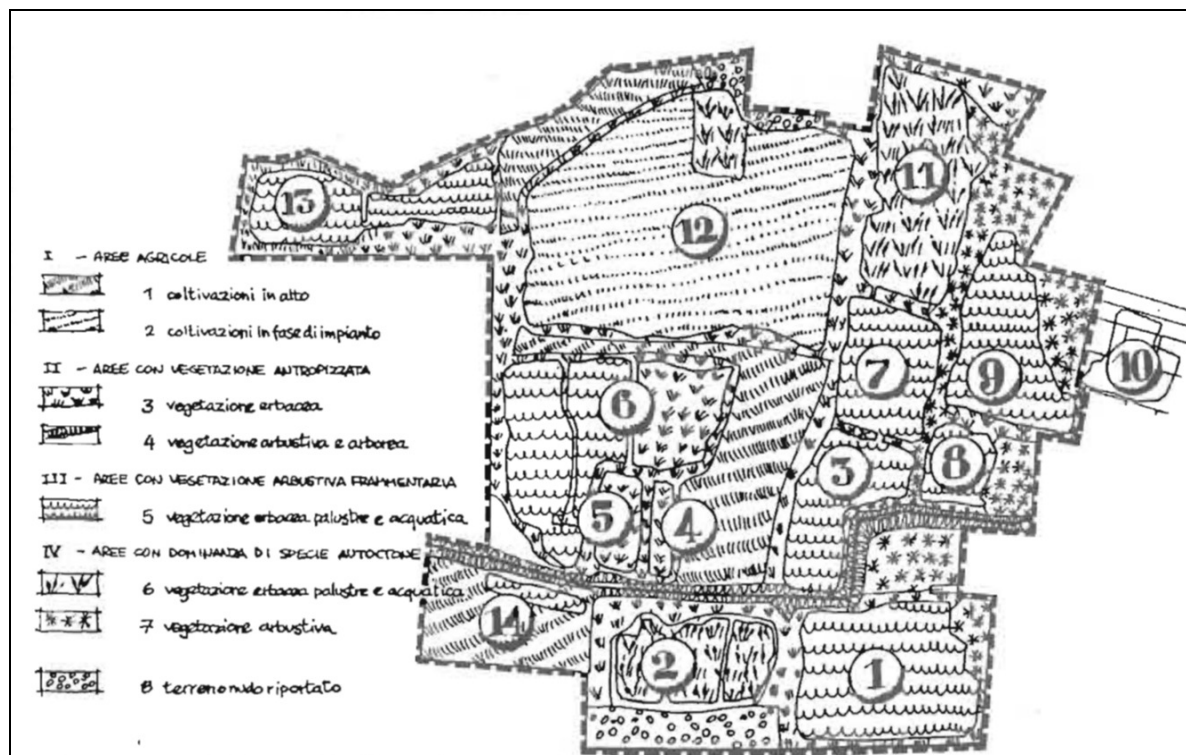 I - AREE AGRICOLE
1 coltivazioni in atto
2 coltivazioni in fase di impianto
II - AREE CON VEGETAZIONE ANTROPIZZATA
3 vegetazione erbacea
4 vegetazione arbustiva e arborea
III - AREE CON VEGETAZIONE ARBUSTIVA FRAMMENTARIA
5 vegetazione erbacea palustre e acquatica
IV - AREE CON DOMINANZA DI SPECIE AUTOCTONE
6 vegetazione erbacea palustre e acquatica
7 vegetazione arbustiva
8 terreno nudo riportato
11
13
12
10
7
9
6
3
8
5
4
14
2
1